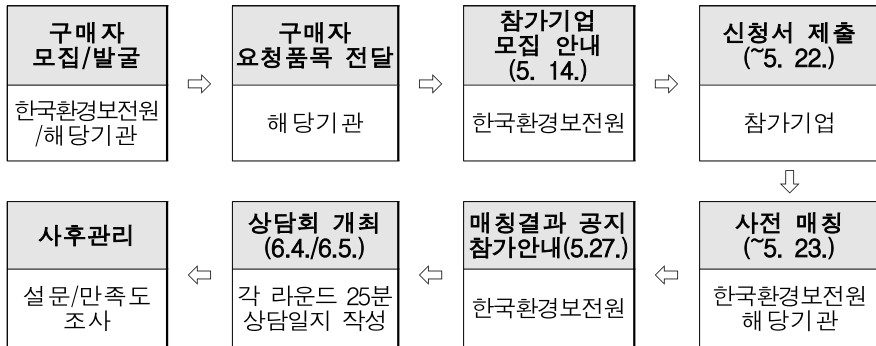 구매자
모집/발굴
한국환경보전원
/해당기관
구매자
요청품목 전달
해당기관
참가기업
모집 안내
(5. 14.)
한국환경보전원
신청서 제출
(~5. 22.)
참가기업
사전 매칭
(~5. 23.)
한국환경보전원
해당기관
매칭결과 공지
참가안내(5.27.)
한국환경보전원
상담회 개최
(6.4./6.5.)
각 라운드 25분
상담일지 작성
사후관리
설문/만족도
조사